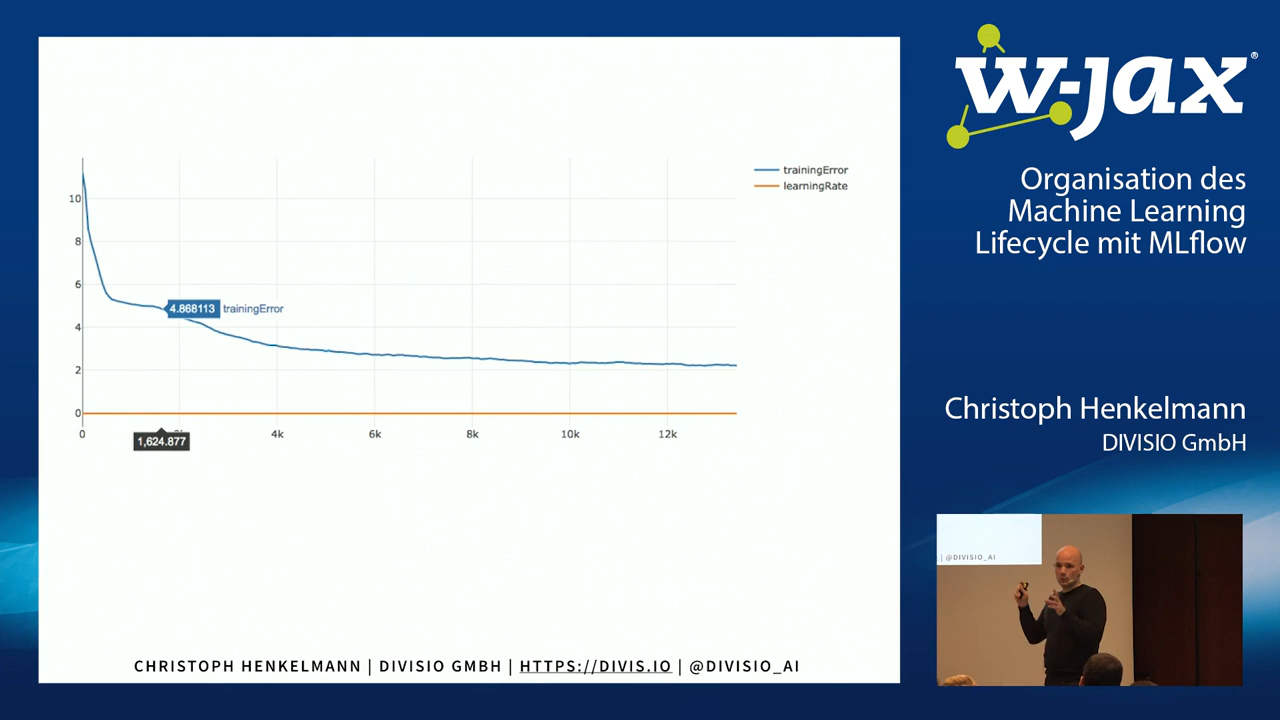 trainingError
learningRate
10
8
6
4
2
0
4.868113 trainingError
0
4k
6k
8k
10k
12k
1,624.877
CHRISTOPH HENKELMANN | DIVISIO GMBH | HTTPS://DIVIS.IO | @DIVISIO_AI
w-jax®
Organisation des
Machine Learning
Lifecycle mit MLflow
Christoph Henkelmann
DIVISIO GmbH
| @DIVISIO_AI